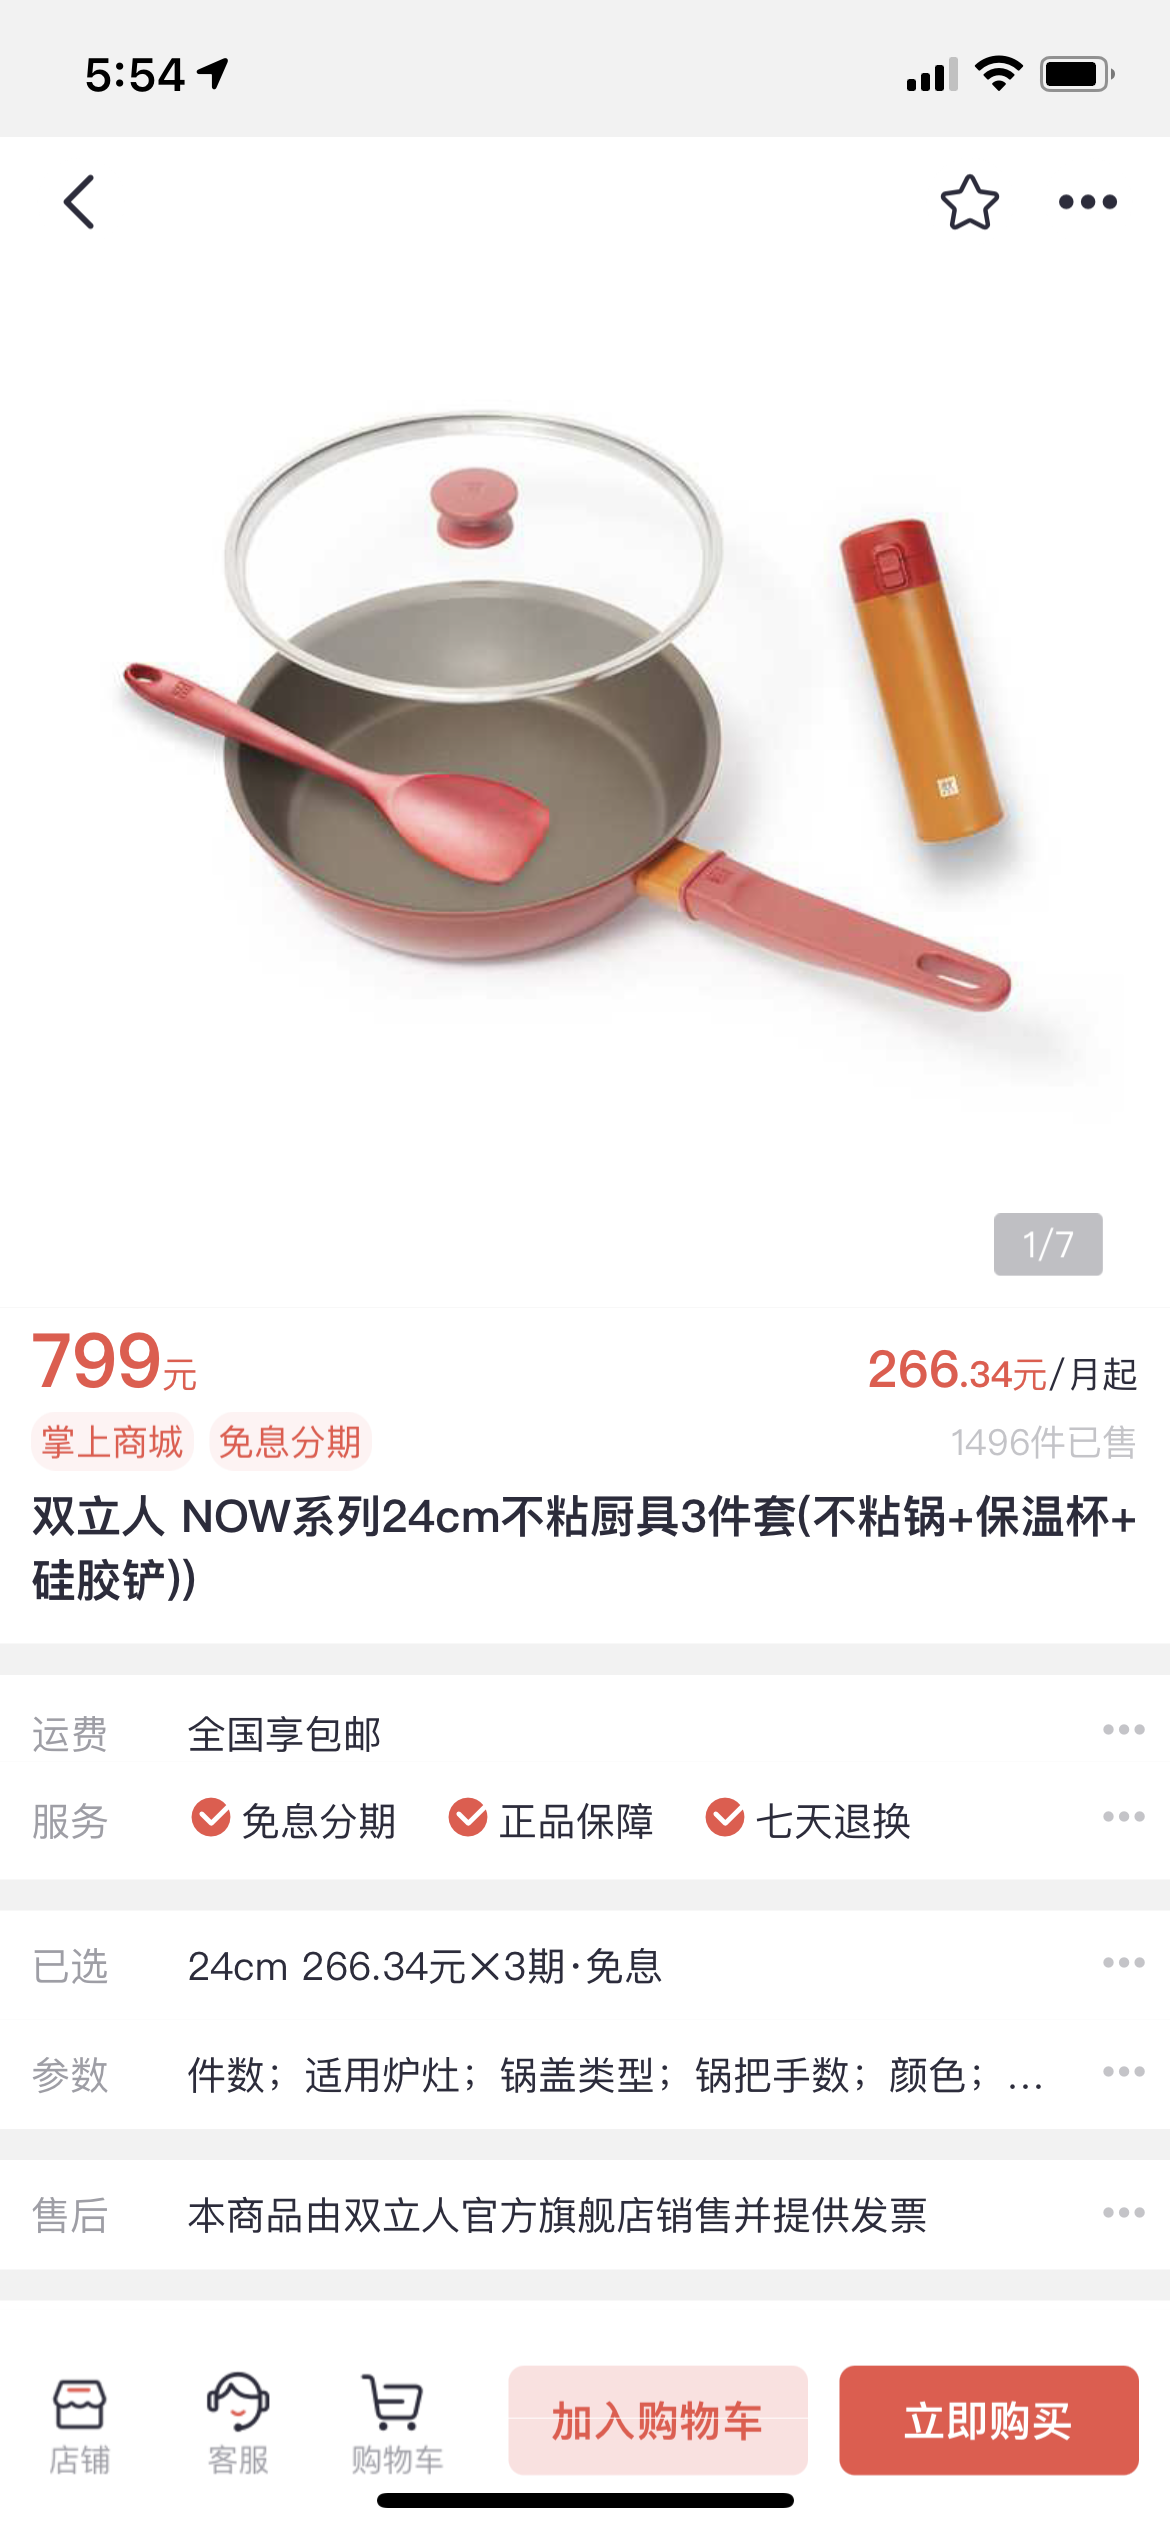 5:54
1/7
799元
266.34元/月起
掌上商城 免息分期
1496件已售
双立人 NOW系列24cm不粘厨具3件套(不粘锅+保温杯+
硅胶铲))
运费 全国享包邮
服务 免息分期 正品保障 七天退换
已选 24cm 266.34元×3期·免息
参数 件数；适用炉灶；锅盖类型；锅把手数；颜色；...
售后 本商品由双立人官方旗舰店销售并提供发票
店铺 客服 购物车 加入购物车 立即购买